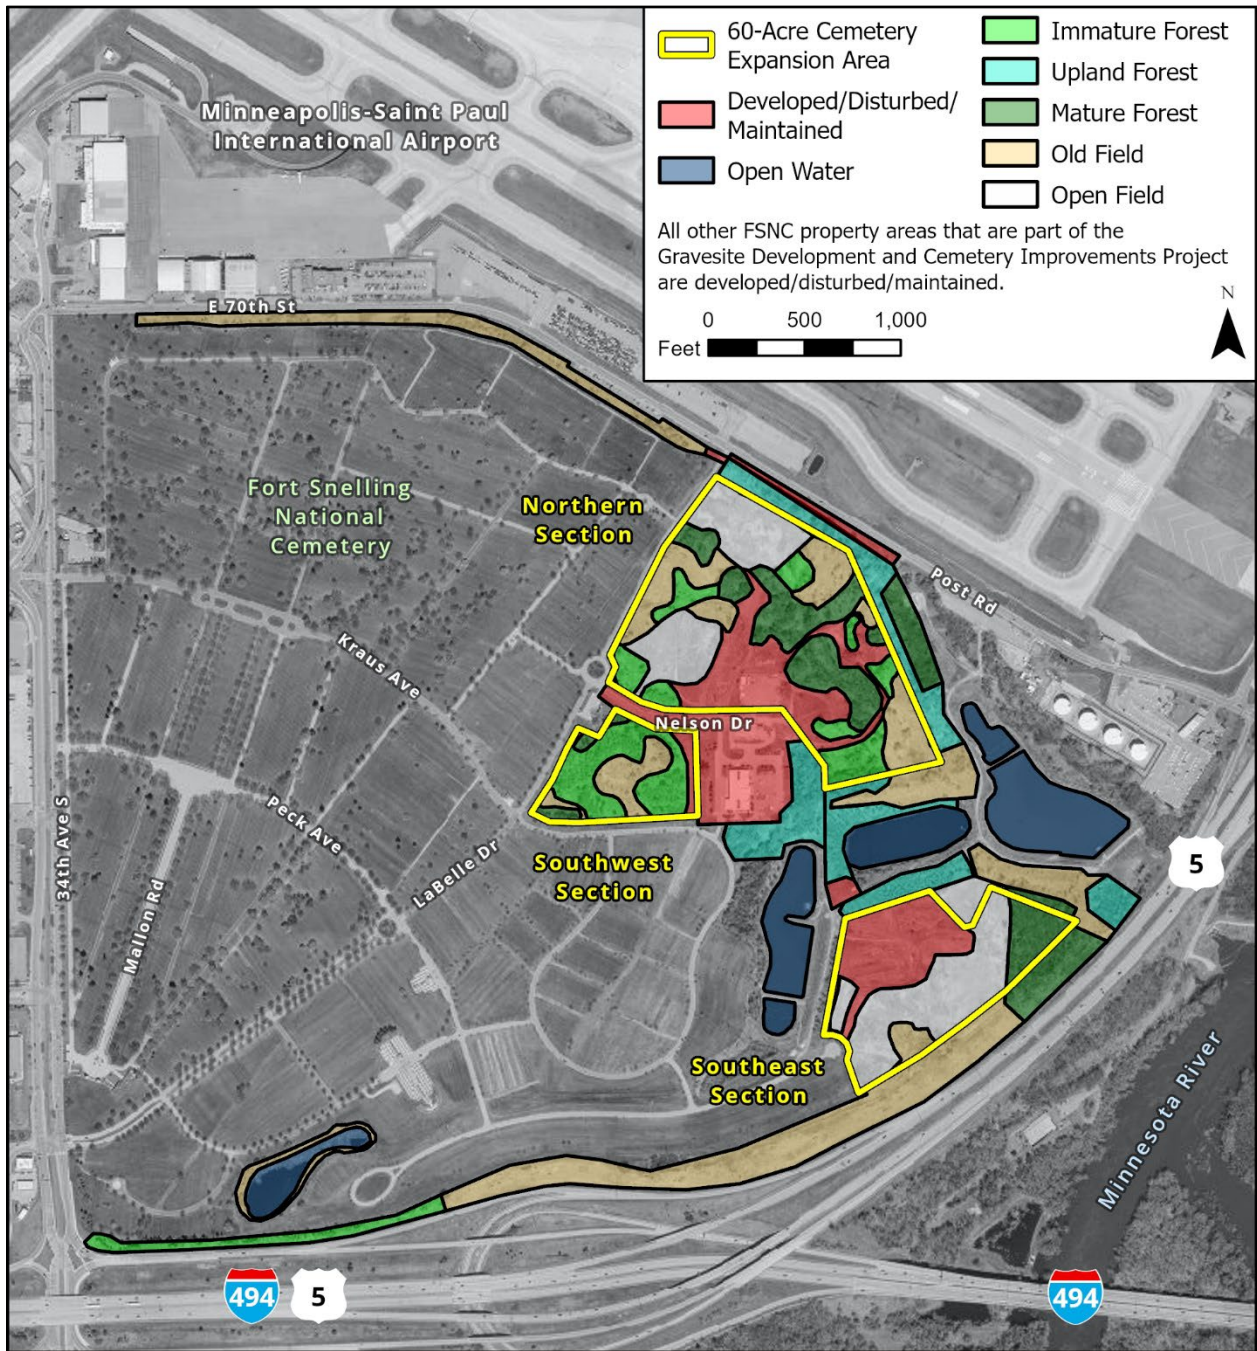 60-Acre Cemetery
Expansion Area
Developed/Disturbed/
Maintained
Open Water
Immature Forest
Upland Forest
Mature Forest
Old Field
Open Field
All other FSNC property areas that are part of the
Gravesite Development and Cemetery Improvements Project
are developed/disturbed/maintained.
0 500 1,000
Feet
N
Minneapolis-Saint Paul
International Airport
E 70th St
Fort Snelling
National
Cemetery
Northern
Section
Post Rd
Kraus Ave
Nelson Dr
34th Ave S
Peck Ave
LaBelle Dr
Mallon Rd
Southwest
Section
5
Southeast
Section
Minnesota River
494
5
494